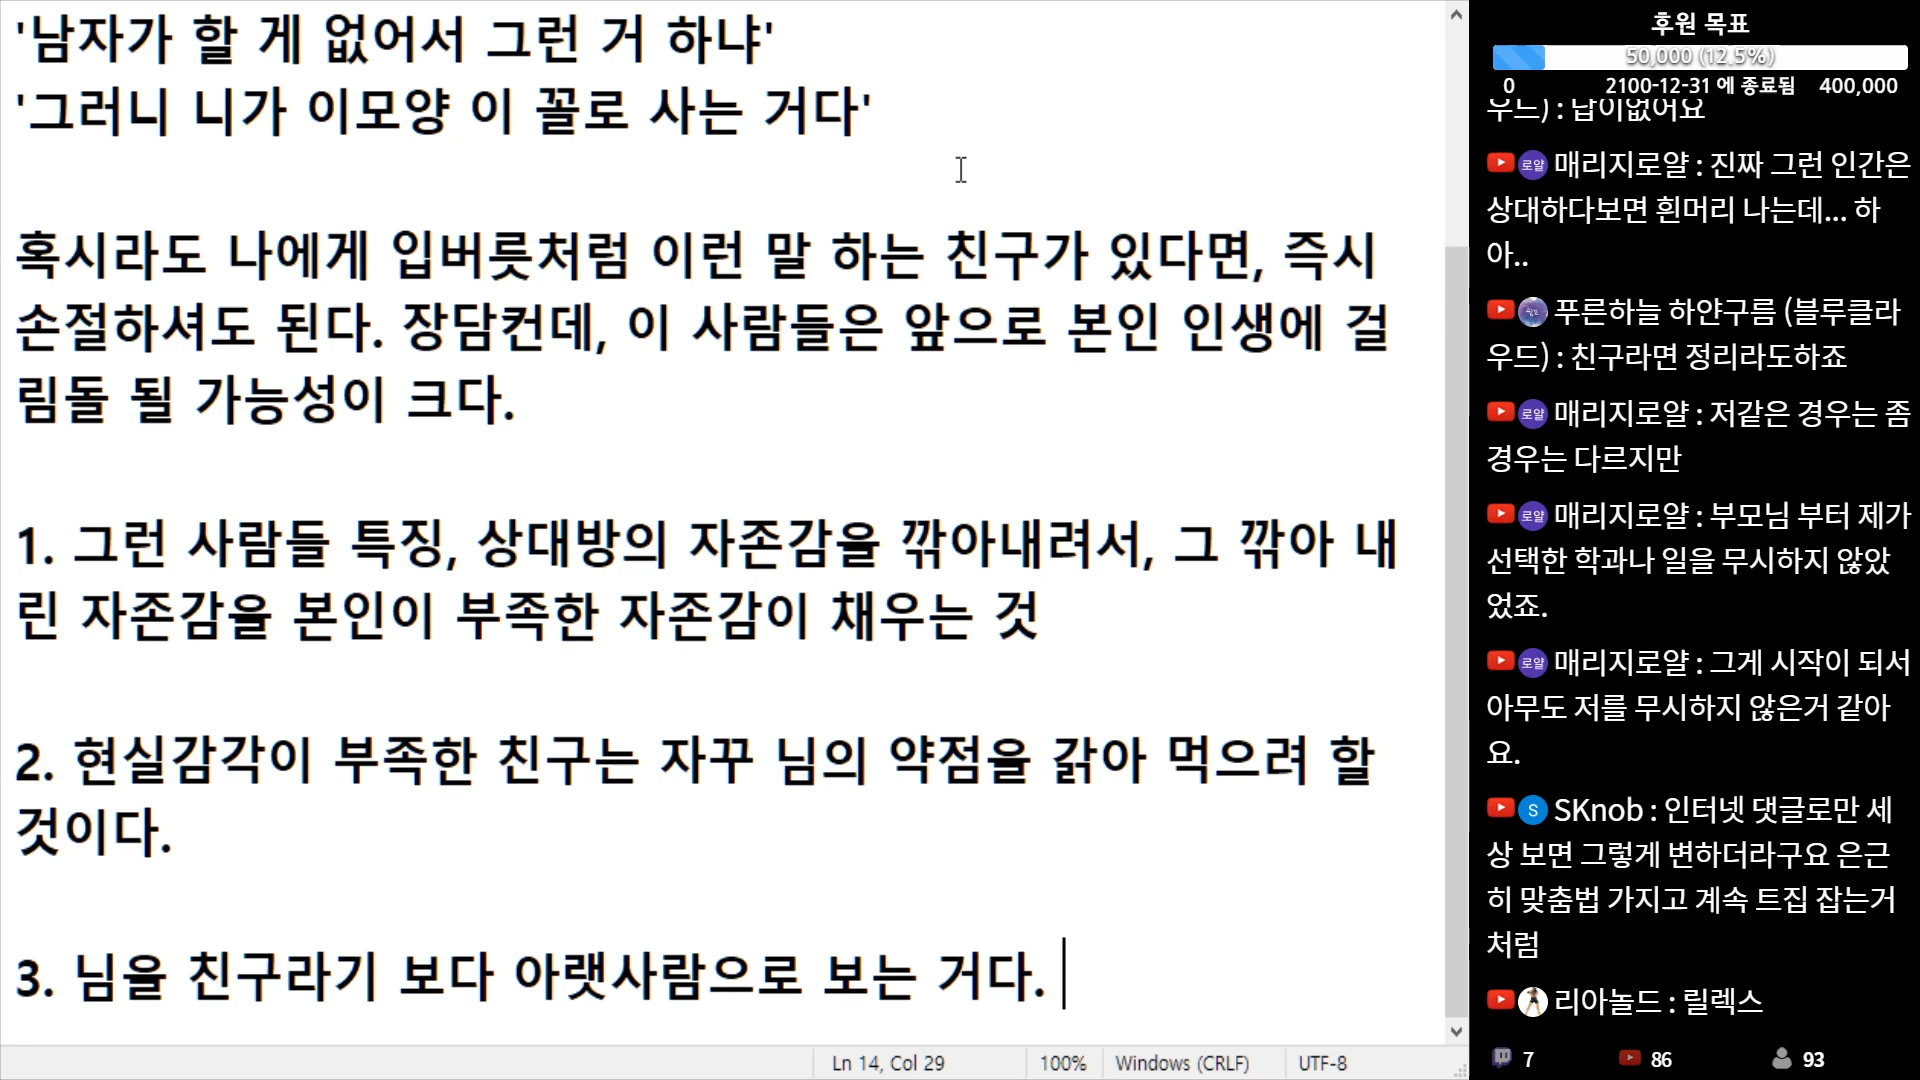 '남자가 할 게 없어서 그런 거 하냐'
'그러니 니가 이모양 이 꼴로 사는 거다'
혹시라도 나에게 입버릇처럼 이런 말 하는 친구가 있다면, 즉시
손절하셔도 된다. 장담컨데, 이 사람들은 앞으로 본인 인생에 걸
림돌 될 가능성이 크다.
1. 그런 사람들 특징, 상대방의 자존감을 깎아내려서, 그 깎아 내
린 자존감을 본인이 부족한 자존감이 채우는 것
2. 현실감각이 부족한 친구는 자꾸 님의 약점을 갉아 먹으려 할
것이다.
3. 님을 친구라기 보다 아랫사람으로 보는 거다.
Ln 14, Col 29
100%
Windows (CRLF)
UTF-8
후원 목표
50,000 (12.5%)
0 2100-12-31 에 종료됨 400,000
우드) : 답이없어요
로얄 매리지로얄 : 진짜 그런 인간은
상대하다보면 흰머리 나는데... 하
아..
푸른하늘 하얀구름 (블루클라
우드) : 친구라면 정리라도하죠
로얄 매리지로얄 : 저같은 경우는 좀
경우는 다르지만
로얄 매리지로얄 : 부모님 부터 제가
선택한 학과나 일을 무시하지 않았
었죠.
로얄 매리지로얄 : 그게 시작이 되서
아무도 저를 무시하지 않은거 같아
요.
S SKnob : 인터넷 댓글로만 세
상 보면 그렇게 변하더라구요 은근
히 맞춤법 가지고 계속 트집 잡는거
처럼
리아놀드 : 릴렉스
7 86 93